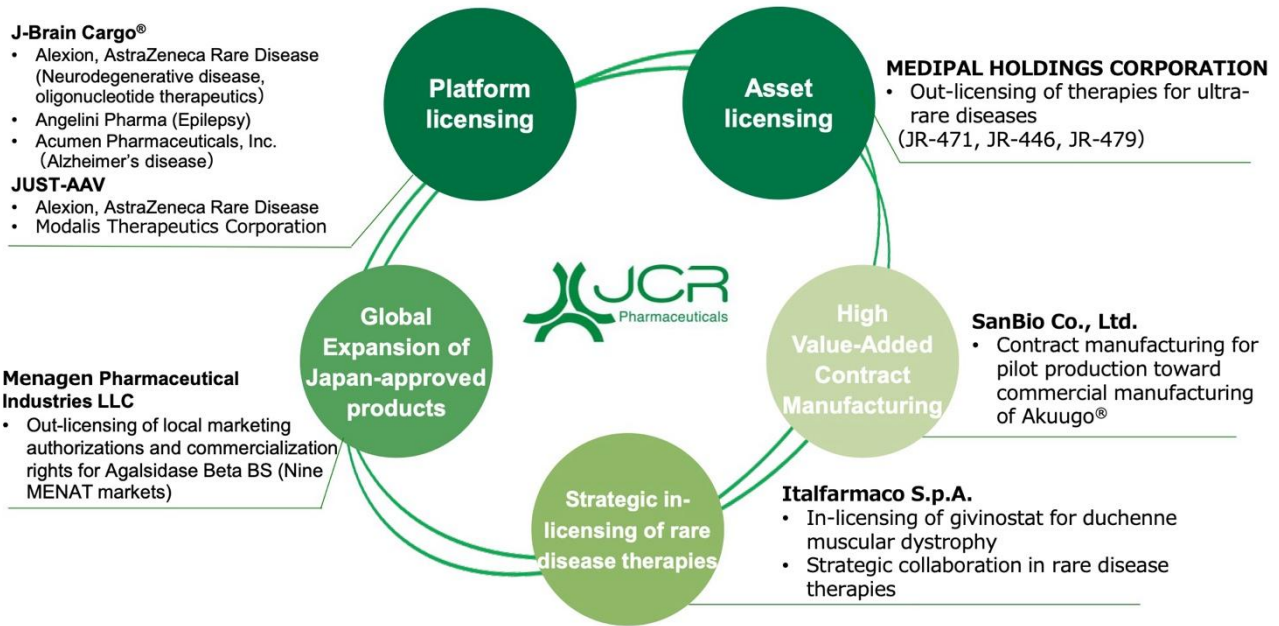 J-Brain Cargo®
• Alexion, AstraZeneca Rare Disease
(Neurodegenerative disease,
oligonucleotide therapeutics)
• Angelini Pharma (Epilepsy)
• Acumen Pharmaceuticals, Inc.
(Alzheimer's disease)
JUST-AAV
• Alexion, AstraZeneca Rare Disease
• Modalis Therapeutics Corporation
Platform
licensing
Asset
licensing
MEDIPAL HOLDINGS CORPORATION
• Out-licensing of therapies for ultra-
rare diseases
(JR-471, JR-446, JR-479)
JCR
Pharmaceuticals
Global
Expansion of
Japan-approved
products
High
Value-Added
Contract
Manufacturing
SanBio Co., Ltd.
• Contract manufacturing for
pilot production toward
commercial manufacturing
of Akuugo®
Menagen Pharmaceutical
Industries LLC
• Out-licensing of local marketing
authorizations and commercialization
rights for Agalsidase Beta BS (Nine
MENAT markets)
Strategic in-
licensing of rare
disease therapies
Italfarmaco S.p.A.
• In-licensing of givinostat for duchenne
muscular dystrophy
• Strategic collaboration in rare disease
therapies